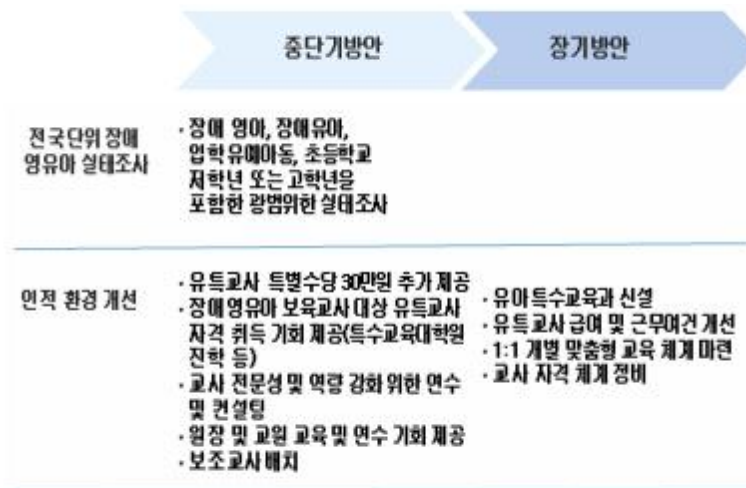 중단기방안
장기방안
전국단위 장애
영유아 실태조사
· 장애 영아, 장애유아,
입학유예아동, 초등학교
저학년 또는 고학년을
포함한 광범위한 실태조사
인적 환경 개선
· 유특교사 특별수당 30만원 추가 제공
· 장애영유아 보육교사 대상 유특교사
자격 취득 기회 제공(특수교육대학원
진학 등)
· 교사 전문성 및 역량 강화 위한 연수
및 컨설팅
· 원장 및 교원 교육 및 연수 기회 제공
· 보조교사 배치
· 유아특수교육과 신설
· 유특교사 급여 및 근무여건 개선
· 1:1 개별 맞춤형 교육 체계 마련
· 교사 자격 체계 정비